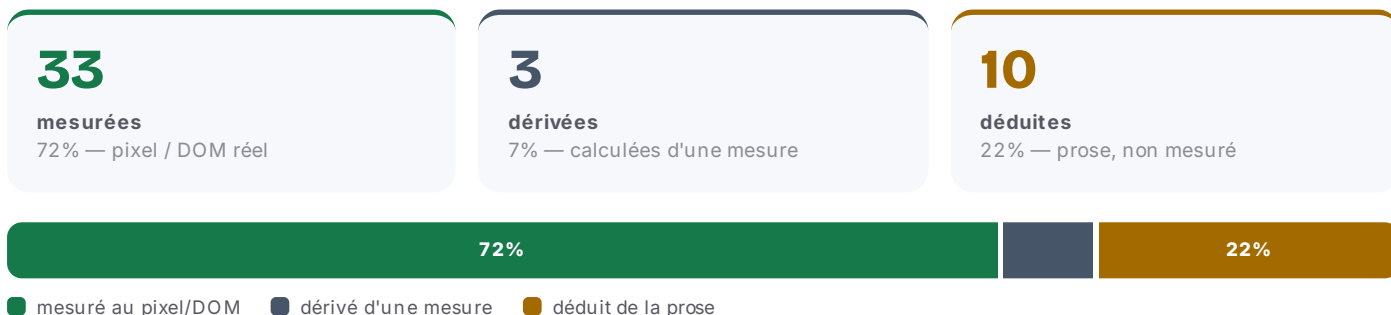 33
mesurées
72% — pixel / DOM réel
3
dérivées
7% — calculées d'une mesure
10
déduites
22% — prose, non mesuré
72%
22%
mesuré au pixel/DOM
dérivé d'une mesure
déduit de la prose